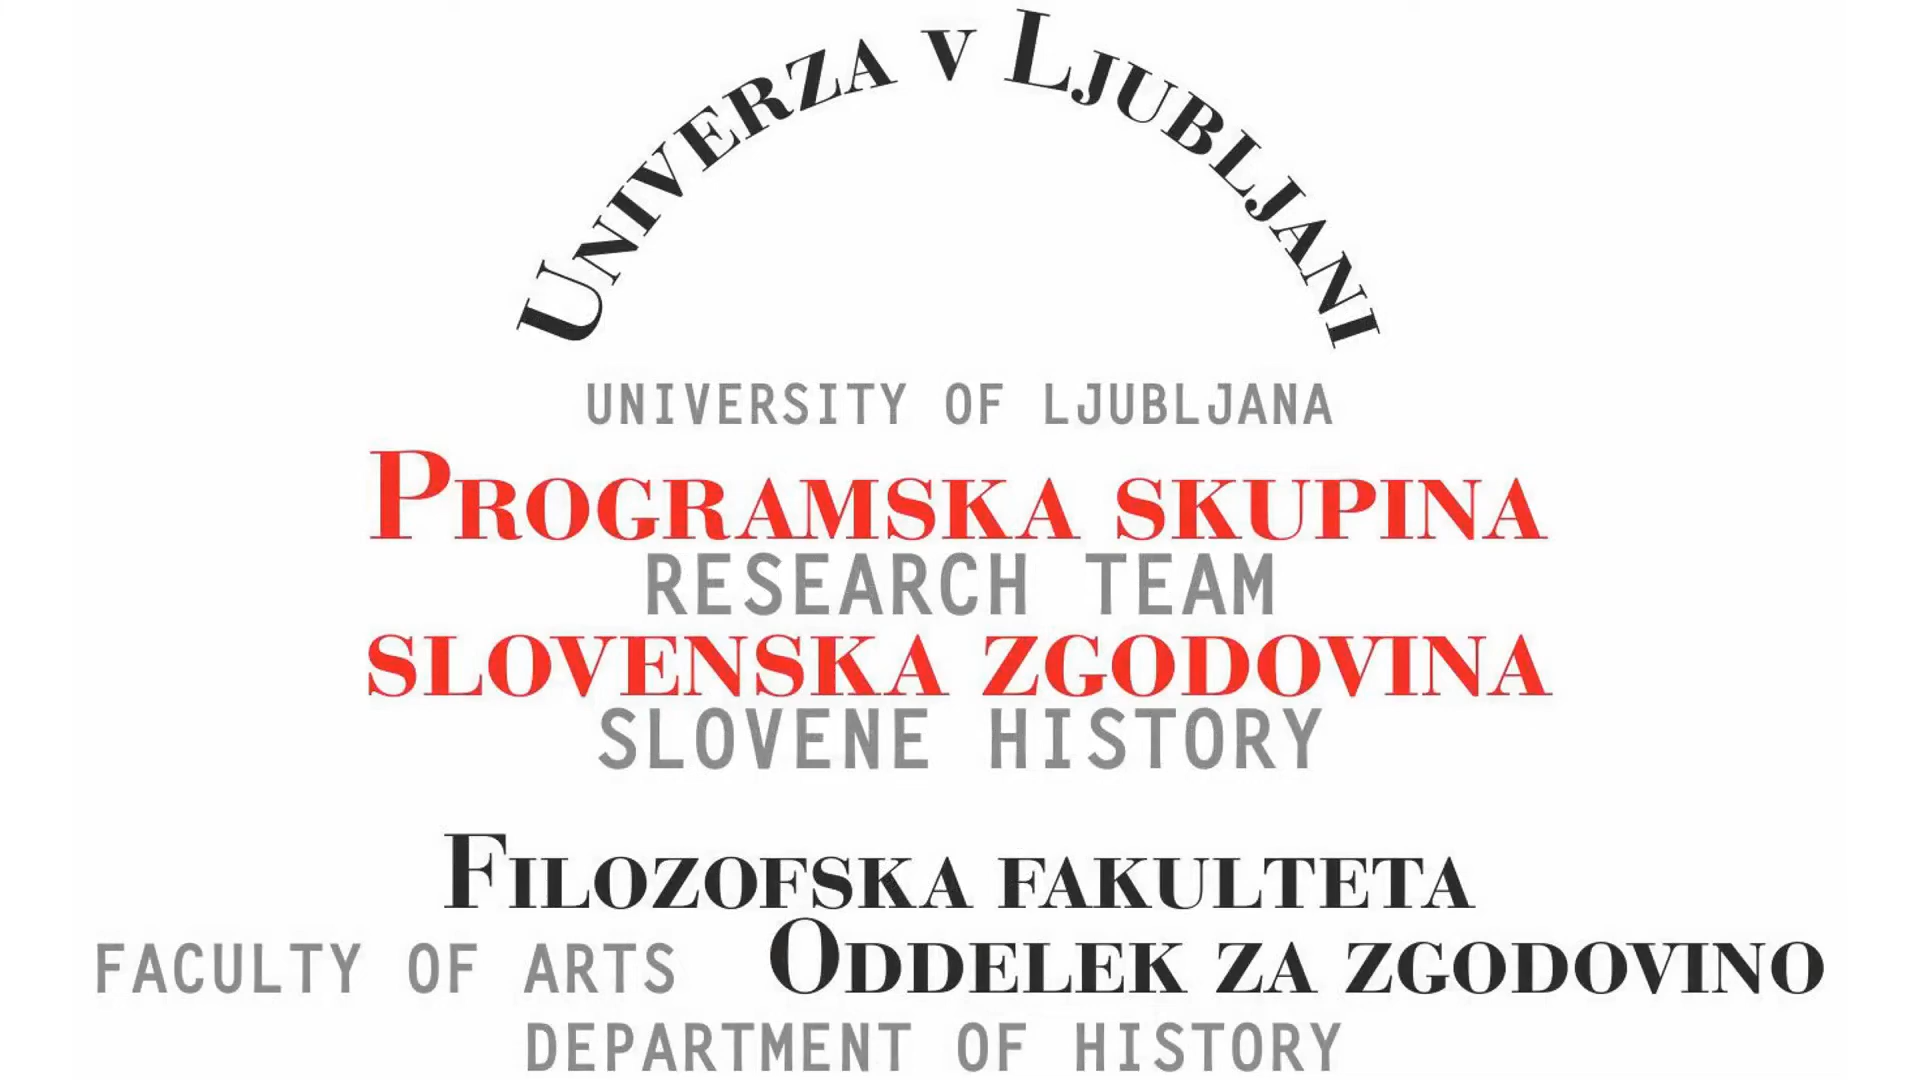 Univerza v Ljubljani
UNIVERSITY OF LJUBLJANA
Programska skupina
RESEARCH TEAM
slovenska zgodovina
SLOVENE HISTORY
Filozofska fakulteta
FACULTY OF ARTS Oddelek za zgodovino
DEPARTMENT OF HISTORY